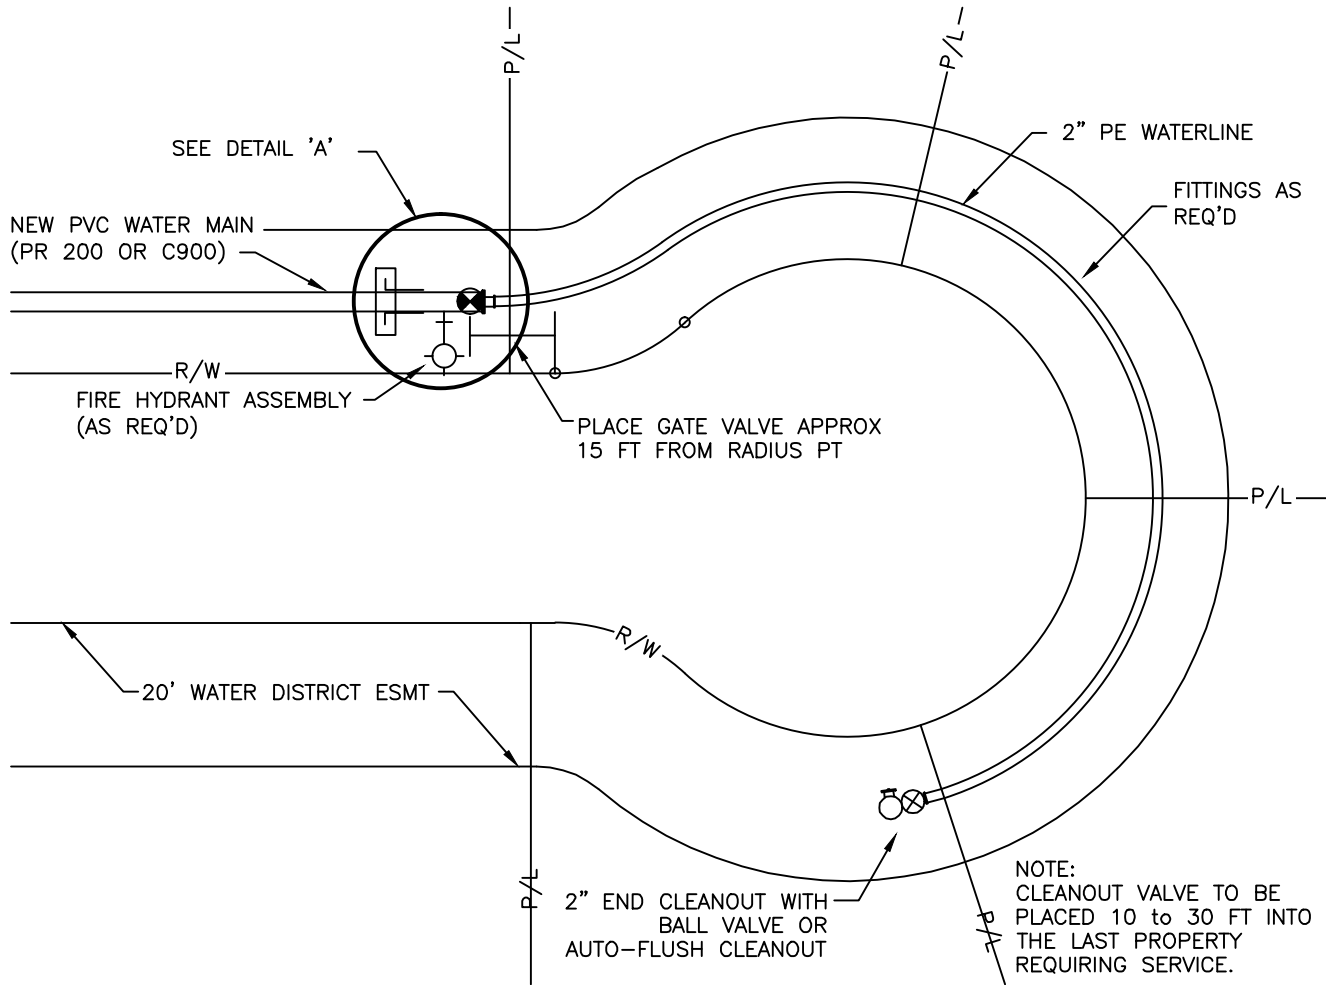 P/L
P/L
SEE DETAIL 'A'
2" PE WATERLINE
FITTINGS AS
REQ'D
NEW PVC WATER MAIN
(PR 200 OR C900)
R/W
FIRE HYDRANT ASSEMBLY
(AS REQ'D)
PLACE GATE VALVE APPROX
15 FT FROM RADIUS PT
P/L
R/W
20' WATER DISTRICT ESMT
P/L
2" END CLEANOUT WITH
BALL VALVE OR
AUTO-FLUSH CLEANOUT
P/L
NOTE:
CLEANOUT VALVE TO BE
PLACED 10 to 30 FT INTO
THE LAST PROPERTY
REQUIRING SERVICE.